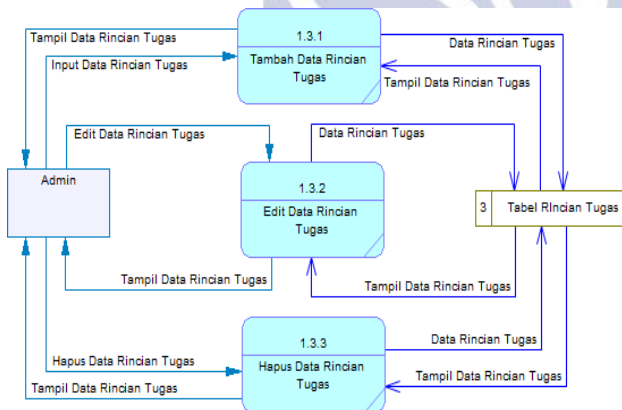 1.3.1
Tampil Data Rincian Tugas
Data Rincian Tugas
Tambah Data Rincian
Tugas
Input Data Rincian Tugas
Tampil Data Rincian Tugas
Edit Data Rincian Tugas
Data Rincian Tugas
Admin
1.3.2
Edit Data Rincian
Tugas
3
Tabel RIncian Tugas
Tampil Data Rincian Tugas
Tampil Data Rincian Tugas
1.3.3
Data Rincian Tugas
Hapus Data Rincian Tugas
Hapus Data Rincian
Tugas
Tampil Data Rincian Tugas
Tampil Data Rincian Tugas